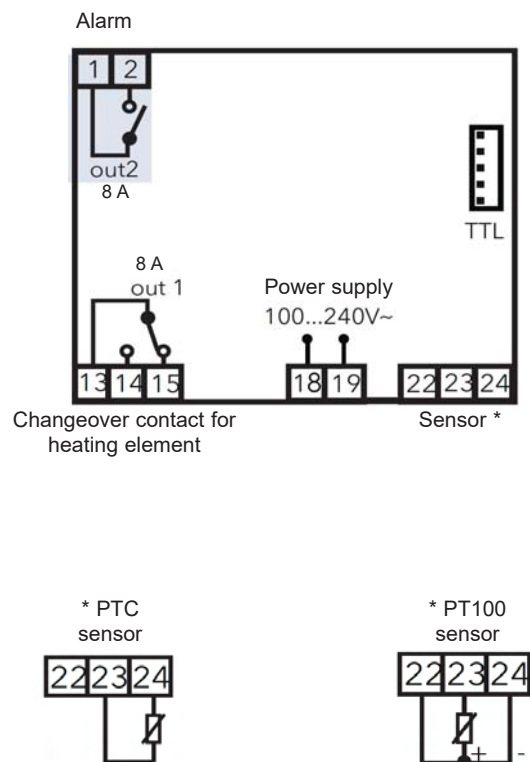 Alarm
1 2
out2
8 A
TTL
8 A
out 1
Power supply
100...240V~
13 14 15
18 19
22 23 24
Changeover contact for
heating element
Sensor *
* PTC
sensor
22 23 24
* PT100
sensor
22 23 24
+ -